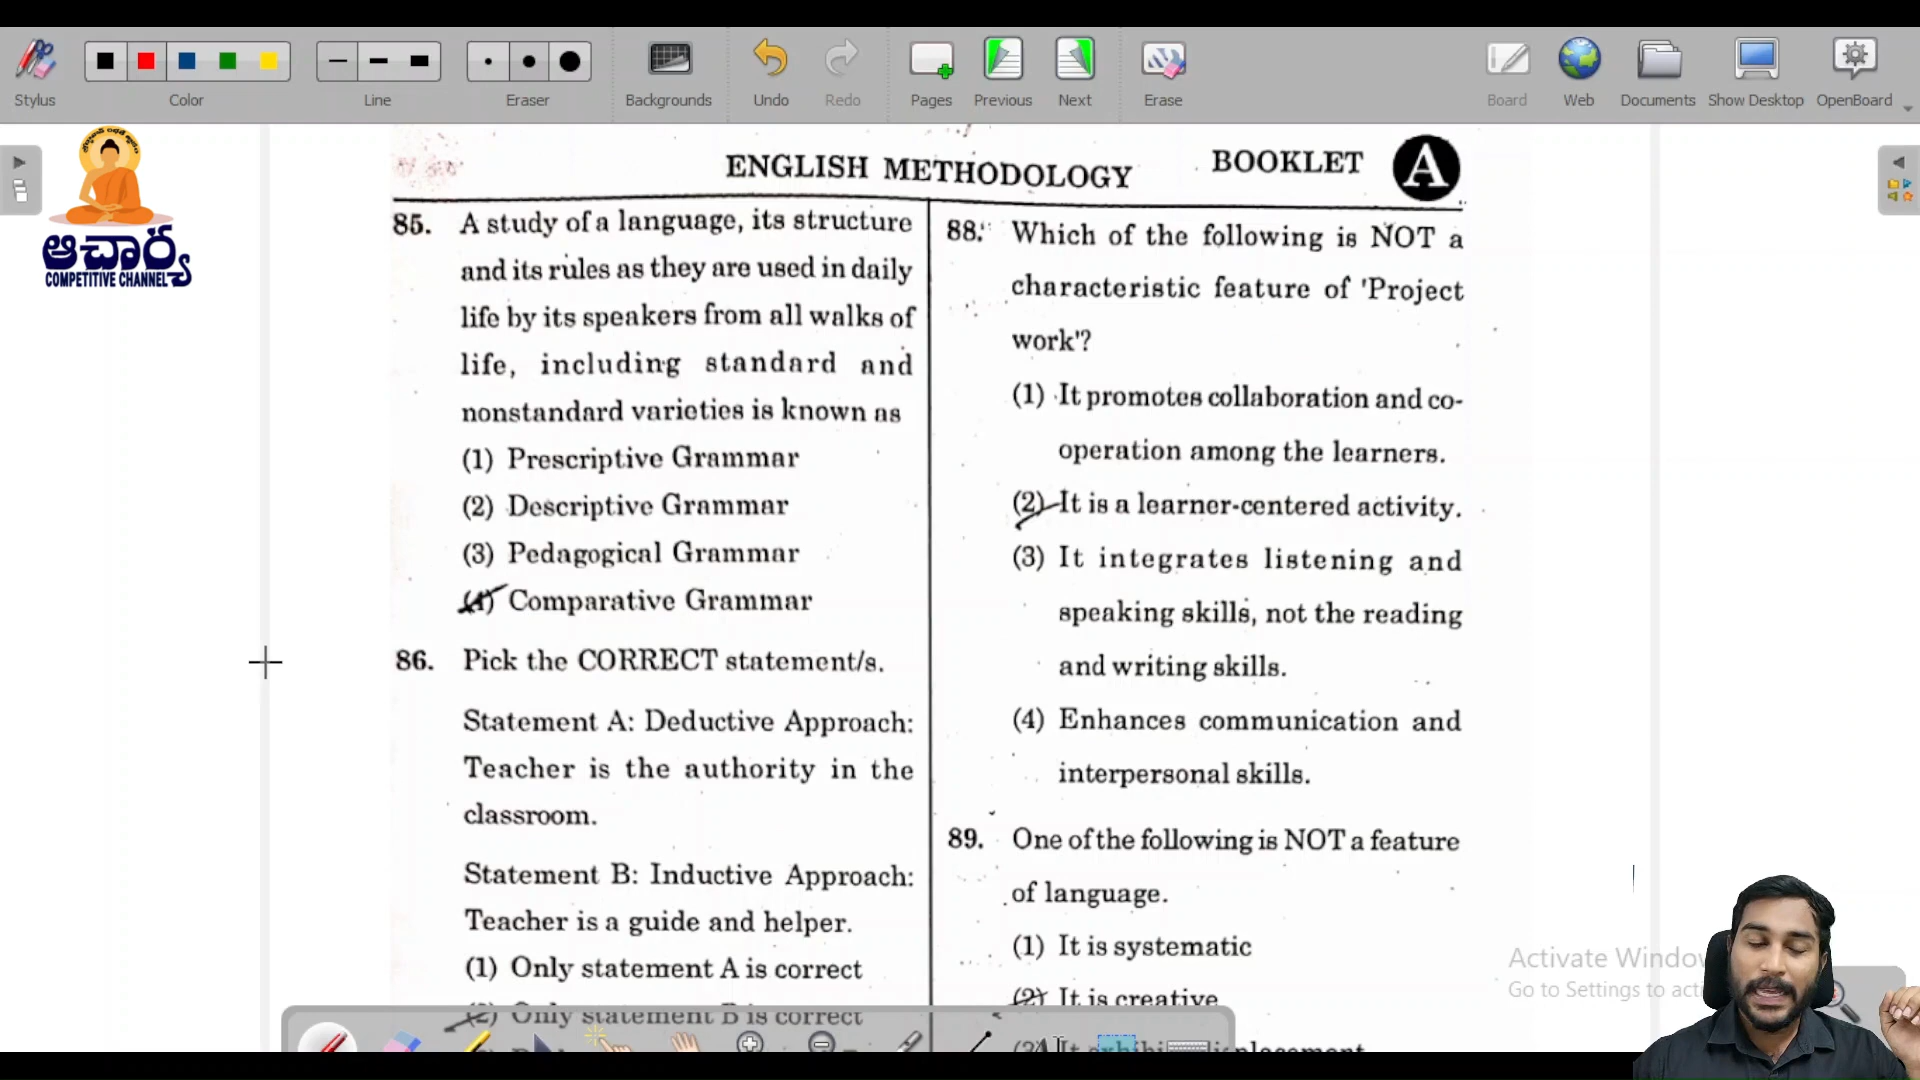 Stylus
Color
Line
Eraser
Backgrounds
Undo
Redo
Pages
Previous
Next
Erase
Board
Web
Documents
Show Desktop
OpenBoard
ఆచార్య
COMPETITIVE CHANNEL
ENGLISH METHODOLOGY
BOOKLET A
85. A study of a language, its structure
and its rules as they are used in daily
life by its speakers from all walks of
life, including standard and
nonstandard varieties is known as
(1) Prescriptive Grammar
(2) Descriptive Grammar
(3) Pedagogical Grammar
(4) Comparative Grammar
86. Pick the CORRECT statement/s.
Statement A: Deductive Approach:
Teacher is the authority in the
classroom.
Statement B: Inductive Approach:
Teacher is a guide and helper.
(1) Only statement A is correct
(2) Only statement B is correct
88. Which of the following is NOT a
characteristic feature of 'Project
work'?
(1) It promotes collaboration and co-
operation among the learners.
(2) It is a learner-centered activity.
(3) It integrates listening and
speaking skills, not the reading
and writing skills.
(4) Enhances communication and
interpersonal skills.
89. One of the following is NOT a feature
of language.
(1) It is systematic
(2) It is creative
Activate Window
Go to Settings to acti